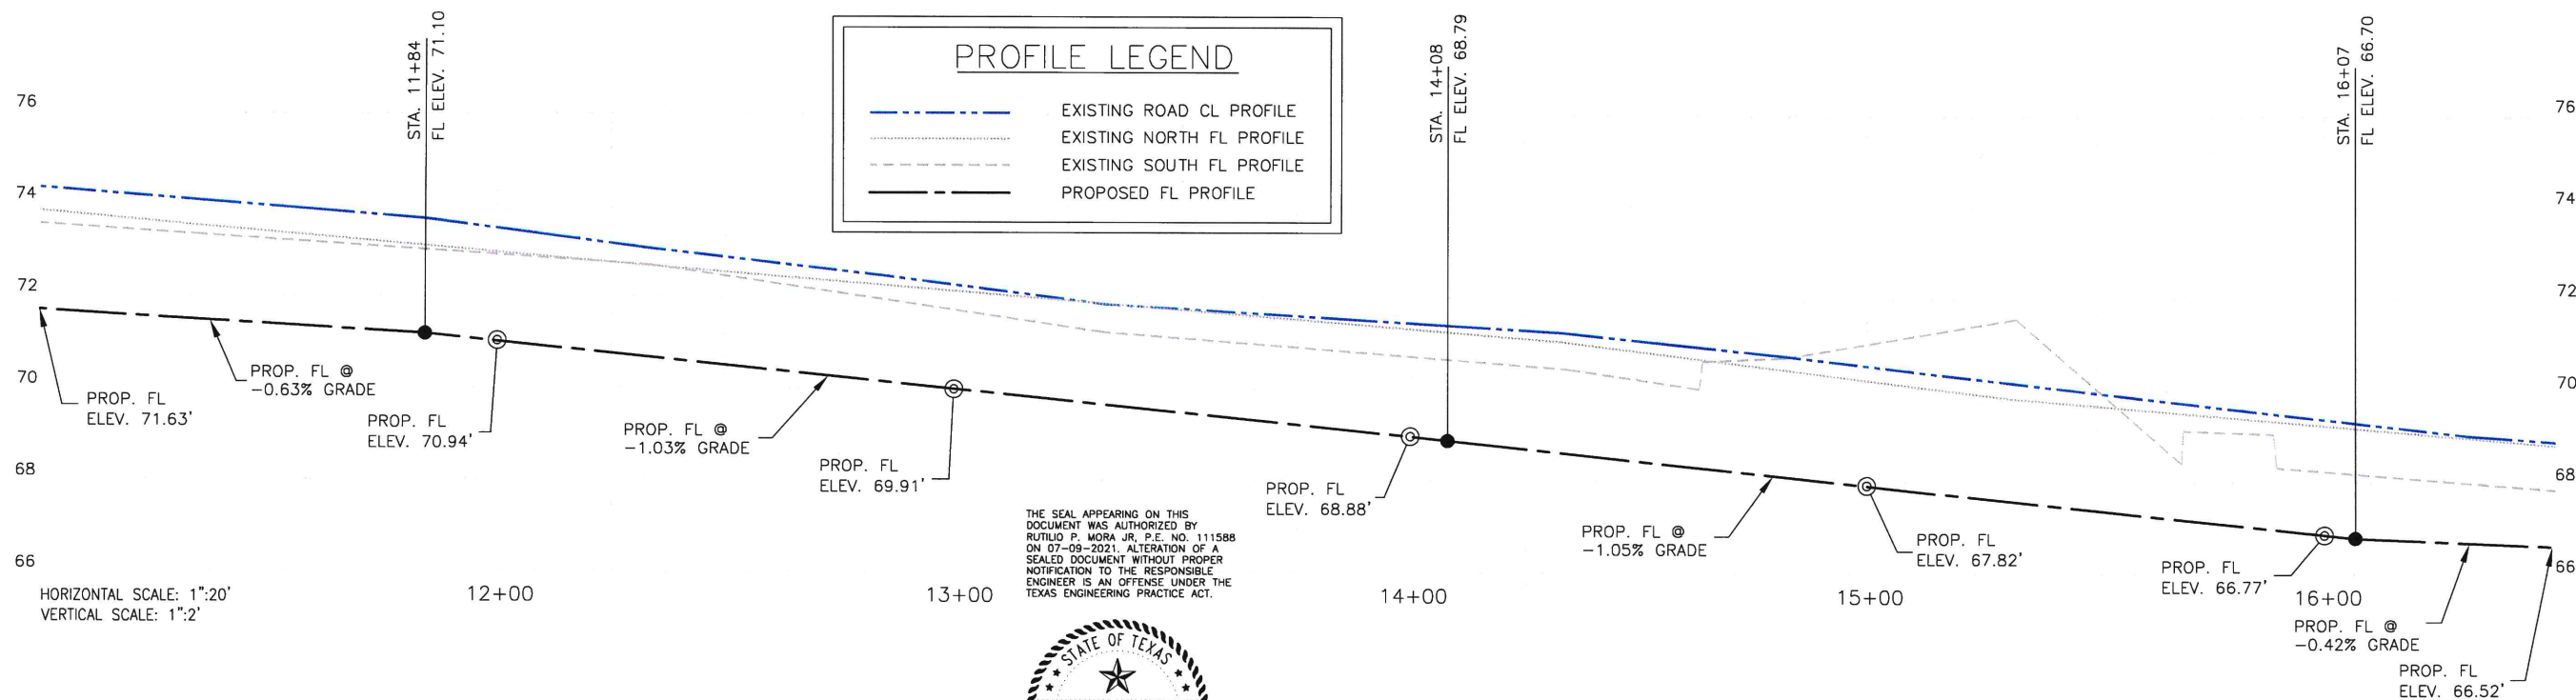 STA. 11+84
FL ELEV. 71.10
PROFILE LEGEND
EXISTING ROAD CL PROFILE
EXISTING NORTH FL PROFILE
EXISTING SOUTH FL PROFILE
PROPOSED FL PROFILE
STA. 14+08
FL ELEV. 68.79
STA. 16+07
FL ELEV. 66.70
76
74
72
70
68
66
76
74
72
70
68
66
PROP. FL
ELEV. 71.63'
PROP. FL @
-0.63% GRADE
PROP. FL
ELEV. 70.94'
PROP. FL @
-1.03% GRADE
PROP. FL
ELEV. 69.91'
PROP. FL
ELEV. 68.88'
PROP. FL @
-1.05% GRADE
PROP. FL
ELEV. 67.82'
PROP. FL
ELEV. 66.77'
PROP. FL @
-0.42% GRADE
PROP. FL
ELEV. 66.52'
HORIZONTAL SCALE: 1":20'
VERTICAL SCALE: 1":2'
12+00
13+00
14+00
15+00
16+00
THE SEAL APPEARING ON THIS
DOCUMENT WAS AUTHORIZED BY
RUTILIO P. MORA JR, P.E. NO. 111588
ON 07-09-2021. ALTERATION OF A
SEALED DOCUMENT WITHOUT PROPER
NOTIFICATION TO THE RESPONSIBLE
ENGINEER IS AN OFFENSE UNDER THE
TEXAS ENGINEERING PRACTICE ACT.
STATE OF TEXAS